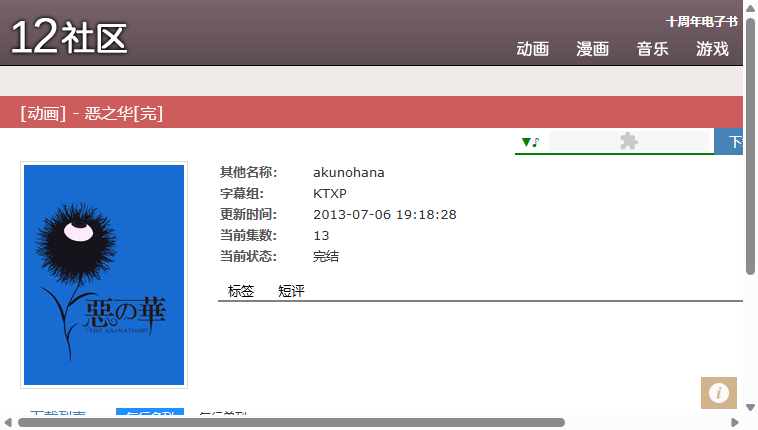 12社区
十周年电子书
动画 漫画 音乐 游戏
[动画] - 恶之华[完]
▼♪
其他名称: akunohana
字幕组: KTXP
更新时间: 2013-07-06 19:18:28
当前集数: 13
当前状态: 完结
标签 短评
惡の華
THE ANIMATION